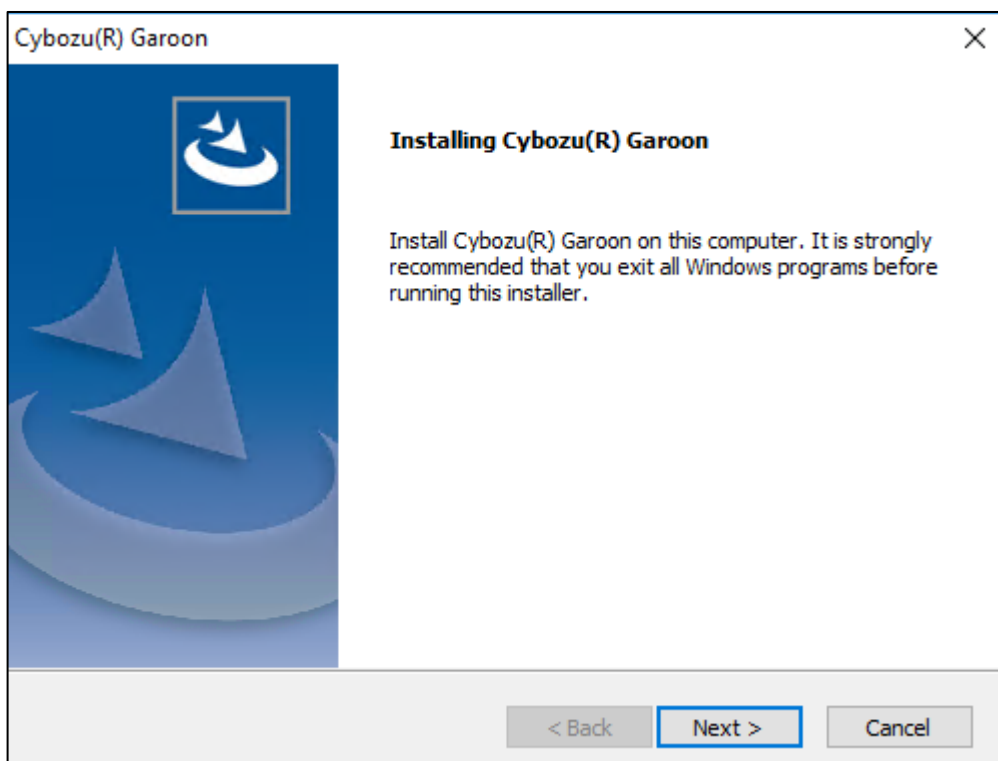 Cybozu(R) Garoon
Installing Cybozu(R) Garoon
Install Cybozu(R) Garoon on this computer. It is strongly
recommended that you exit all Windows programs before
running this installer.
< Back Next > Cancel